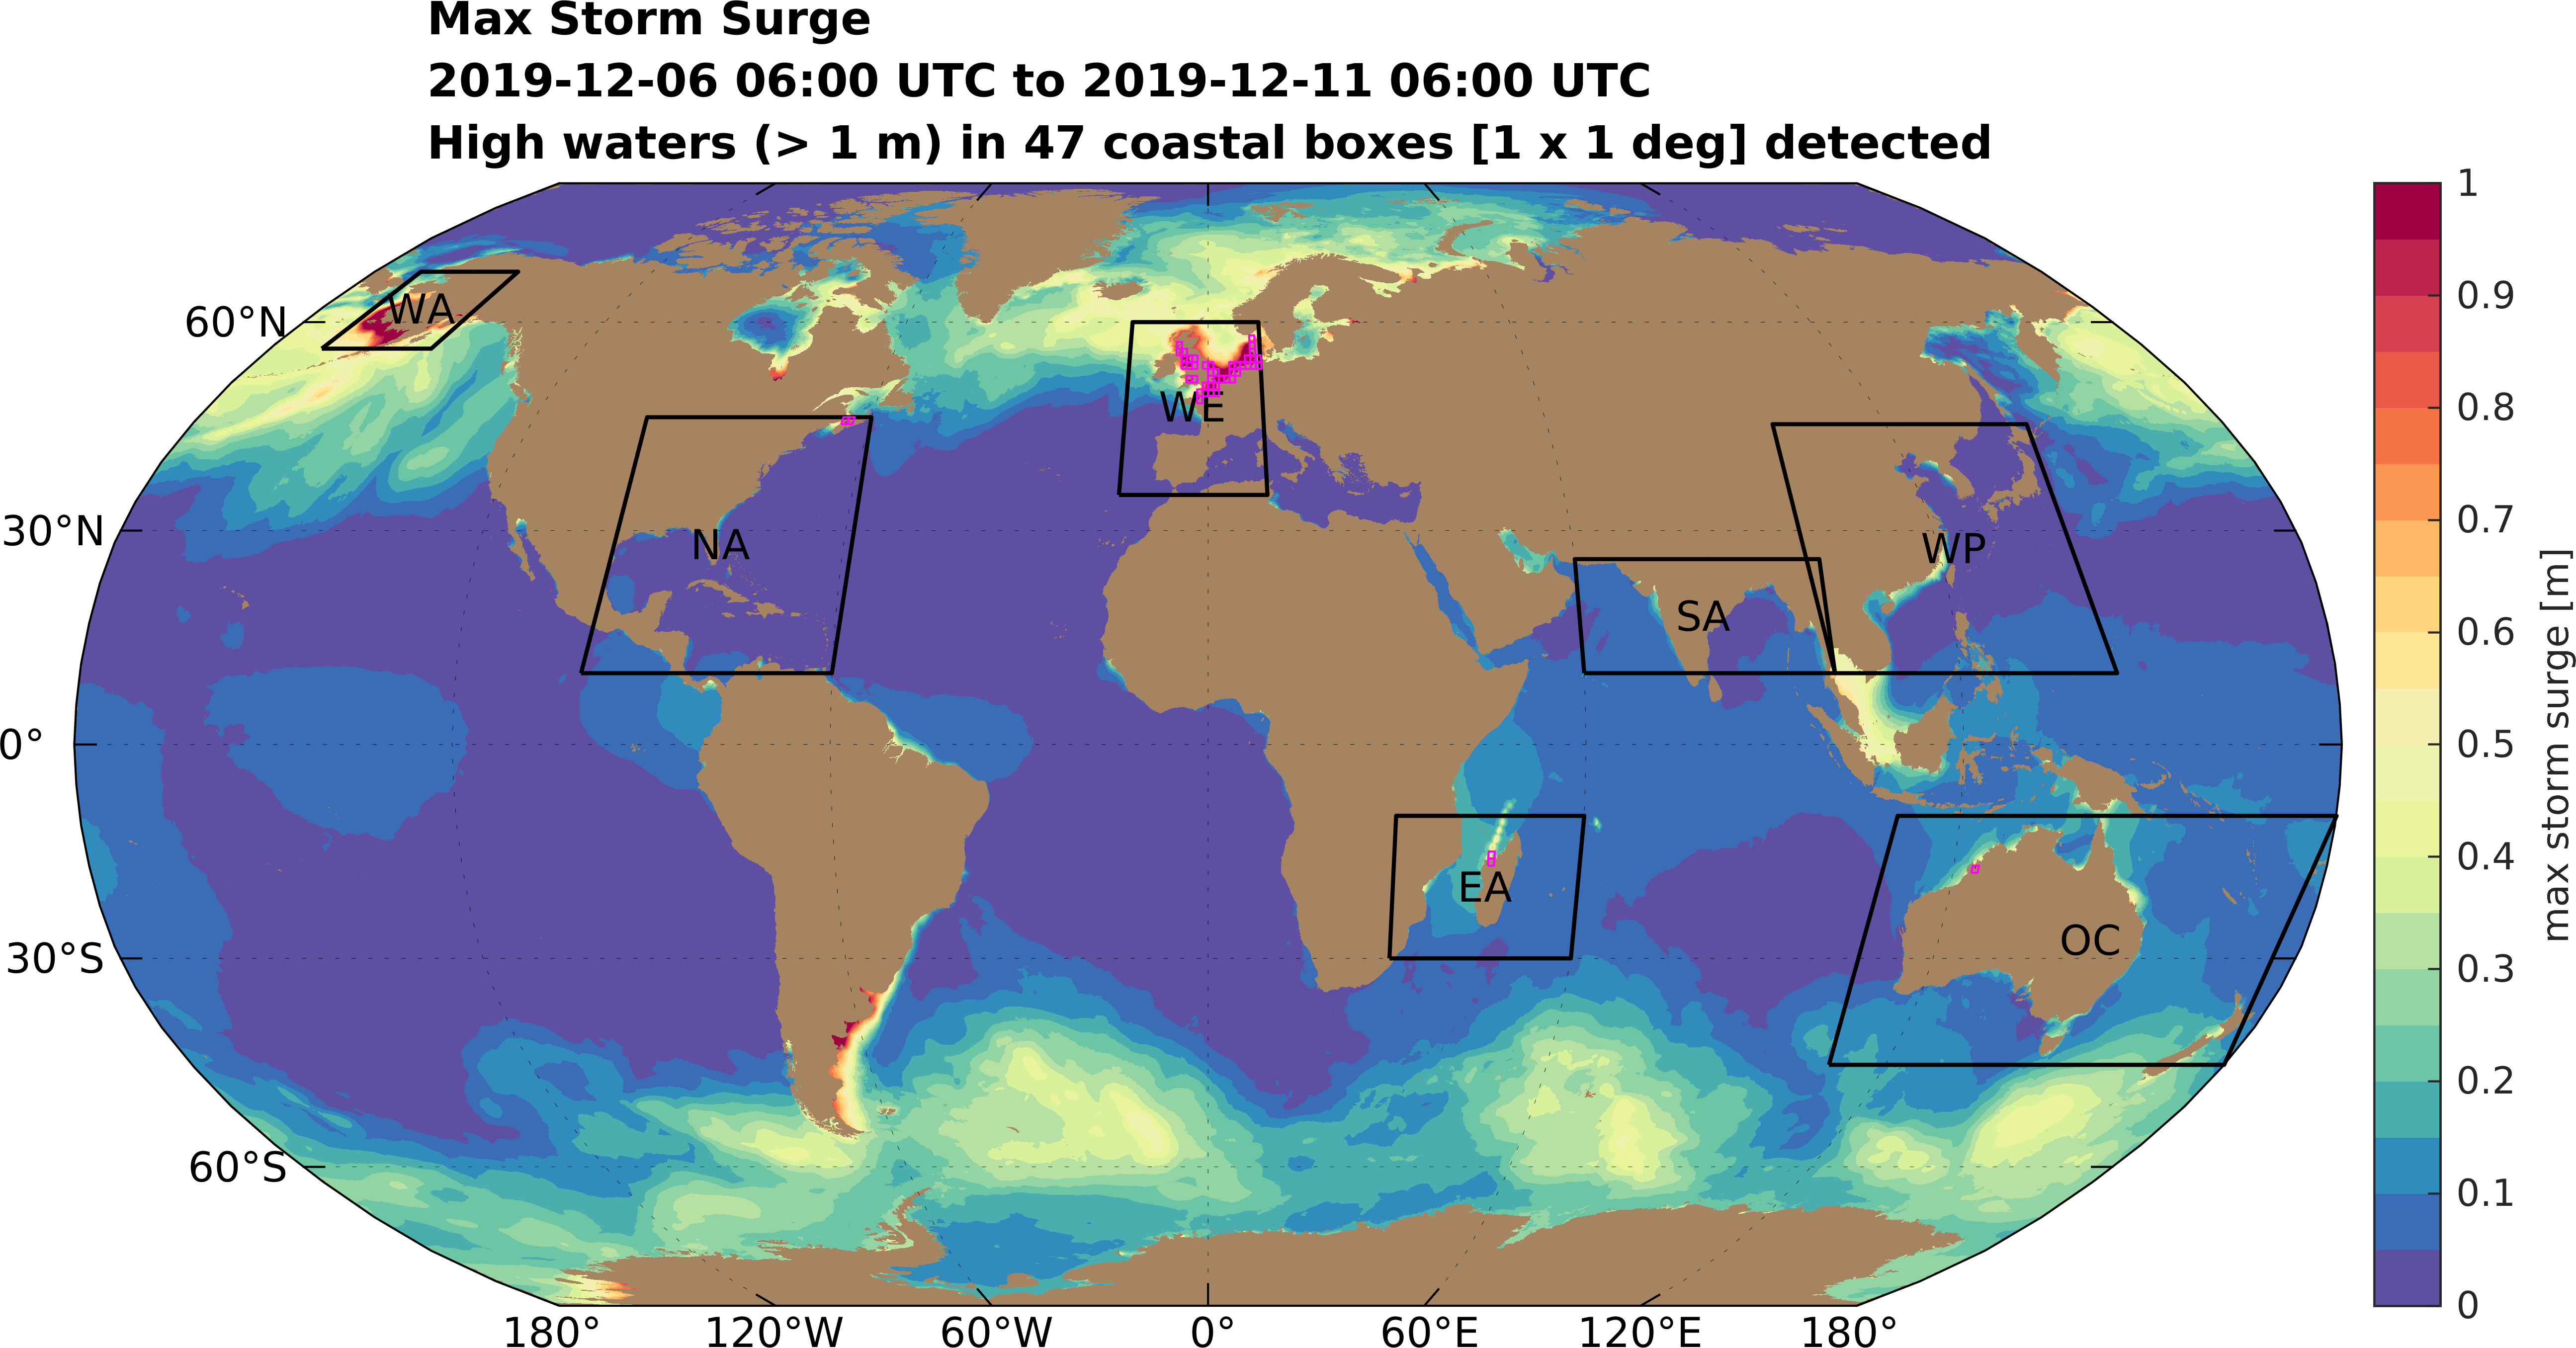 Max Storm Surge
2019-12-06 06:00 UTC to 2019-12-11 06:00 UTC
High waters (> 1 m) in 47 coastal boxes [1 x 1 deg] detected
60°N
30°N
0°
30°S
60°S
180°
120°W
60°W
0°
60°E
120°E
180°
WA
NA
WE
SA
WP
EA
OC
1
0.9
0.8
0.7
0.6
0.5
0.4
0.3
0.2
0.1
0
max storm surge [m]